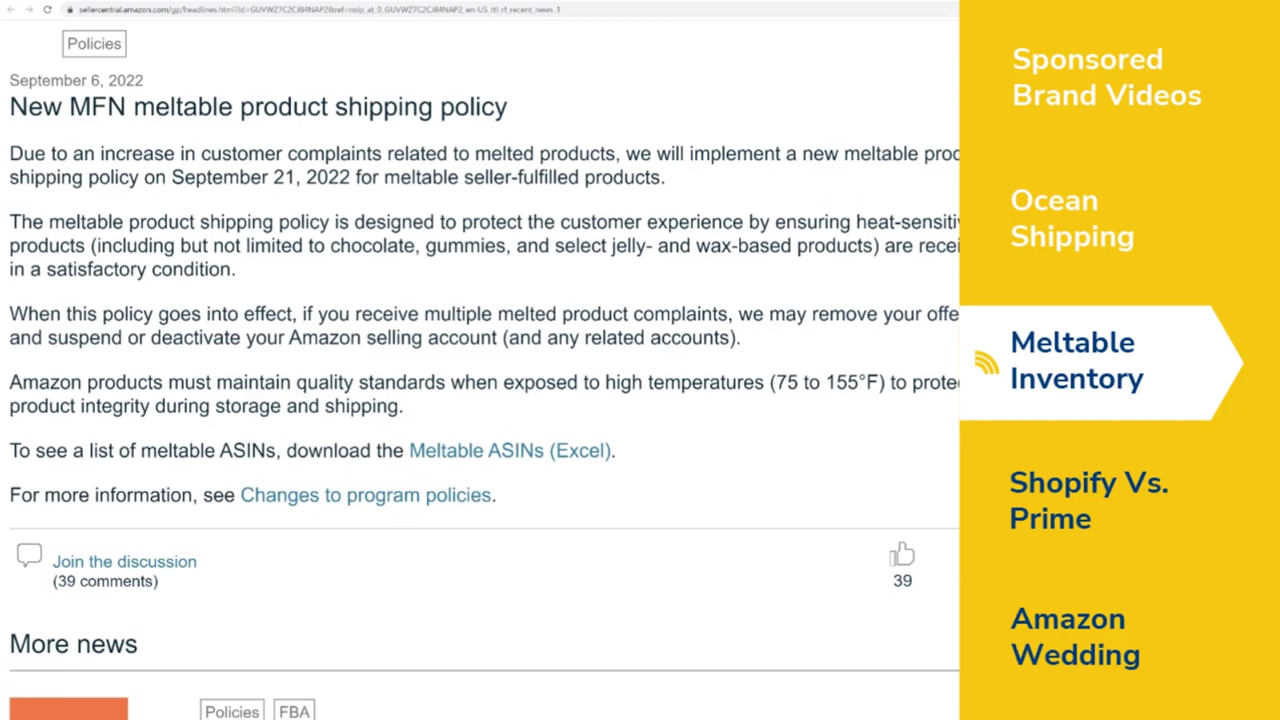 Policies
September 6, 2022
New MFN meltable product shipping policy
Due to an increase in customer complaints related to melted products, we will implement a new meltable
shipping policy on September 21, 2022 for meltable seller-fulfilled products.
The meltable product shipping policy is designed to protect the customer experience by ensuring
products (including but not limited to chocolate, gummies, and select jelly- and wax-based products) are
in a satisfactory condition.
When this policy goes into effect, if you receive multiple melted product complaints, we may remove your
and suspend or deactivate your Amazon selling account (and any related accounts).
Amazon products must maintain quality standards when exposed to high temperatures (75 to 155°F) to
product integrity during storage and shipping.
To see a list of meltable ASINs, download the Meltable ASINs (Excel).
For more information, see Changes to program policies.
Join the discussion
(39 comments)
39
More news
Policies
FBA
Sponsored
Brand Videos
Ocean
Shipping
Meltable
Inventory
Shopify Vs.
Prime
Amazon
Wedding